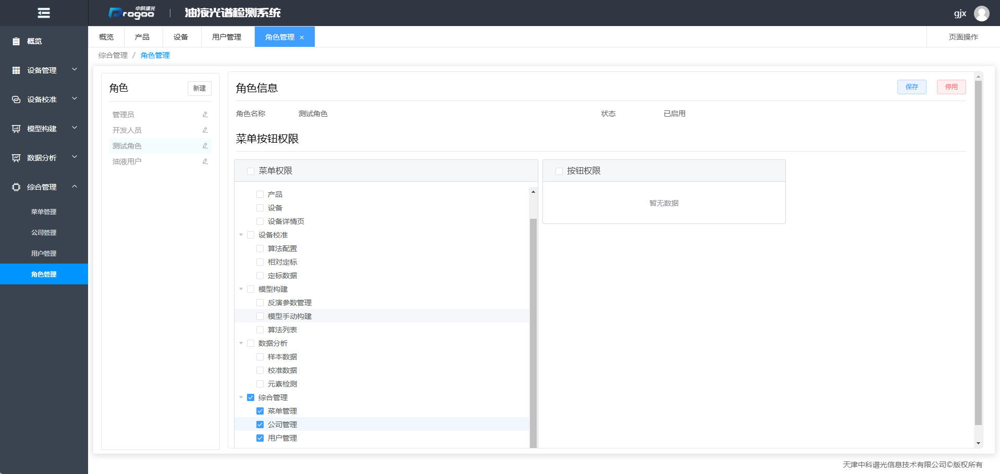 中科谱光
Dragoo
油液光谱检测系统
gjx
概览
设备管理
设备校准
模型构建
数据分析
综合管理
菜单管理
公司管理
用户管理
角色管理
概览 产品 设备 用户管理 角色管理 × 页面操作
综合管理 / 角色管理
角色 新建
管理员
开发人员
测试角色
油液用户
角色信息 保存 停用
角色名称 测试角色 状态 已启用
菜单按钮权限
菜单权限
产品
设备
设备详情页
设备校准
算法配置
相对定标
定标数据
模型构建
反演参数管理
模型手动构建
算法列表
数据分析
样本数据
校准数据
元素检测
综合管理
菜单管理
公司管理
用户管理
按钮权限
暂无数据
天津中科谱光信息技术有限公司©版权所有